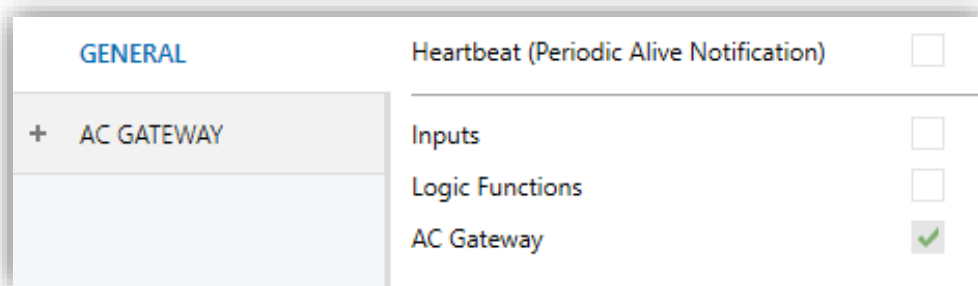 GENERAL
+ AC GATEWAY
Heartbeat (Periodic Alive Notification)
Inputs
Logic Functions
AC Gateway